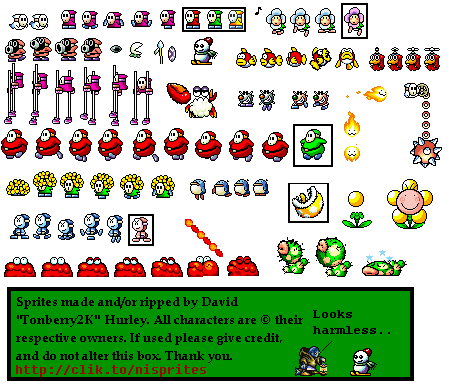 Sprites made and/or ripped by David
"Tonberry2K" Hurley. All characters are © their
respective owners. If used please give credit,
and do not alter this box. Thank you.
http://clik.to/nisprites
Looks
harmless..